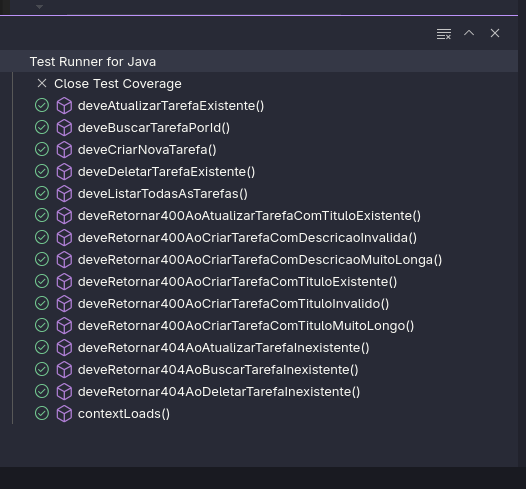 Test Runner for Java
Close Test Coverage
deveAtualizarTarefaExistente()
deveBuscarTarefaPorId()
deveCriarNovaTarefa()
deveDeletarTarefaExistente()
deveListarTodasAsTarefas()
deveRetornar400AoAtualizarTarefaComTituloExistente()
deveRetornar400AoCriarTarefaComDescricaoInvalida()
deveRetornar400AoCriarTarefaComDescricaoMuitoLonga()
deveRetornar400AoCriarTarefaComTituloExistente()
deveRetornar400AoCriarTarefaComTituloInvalido()
deveRetornar400AoCriarTarefaComTituloMuitoLongo()
deveRetornar404AoAtualizarTarefaInexistente()
deveRetornar404AoBuscarTarefaInexistente()
deveRetornar404AoDeletarTarefaInexistente()
contextLoads()